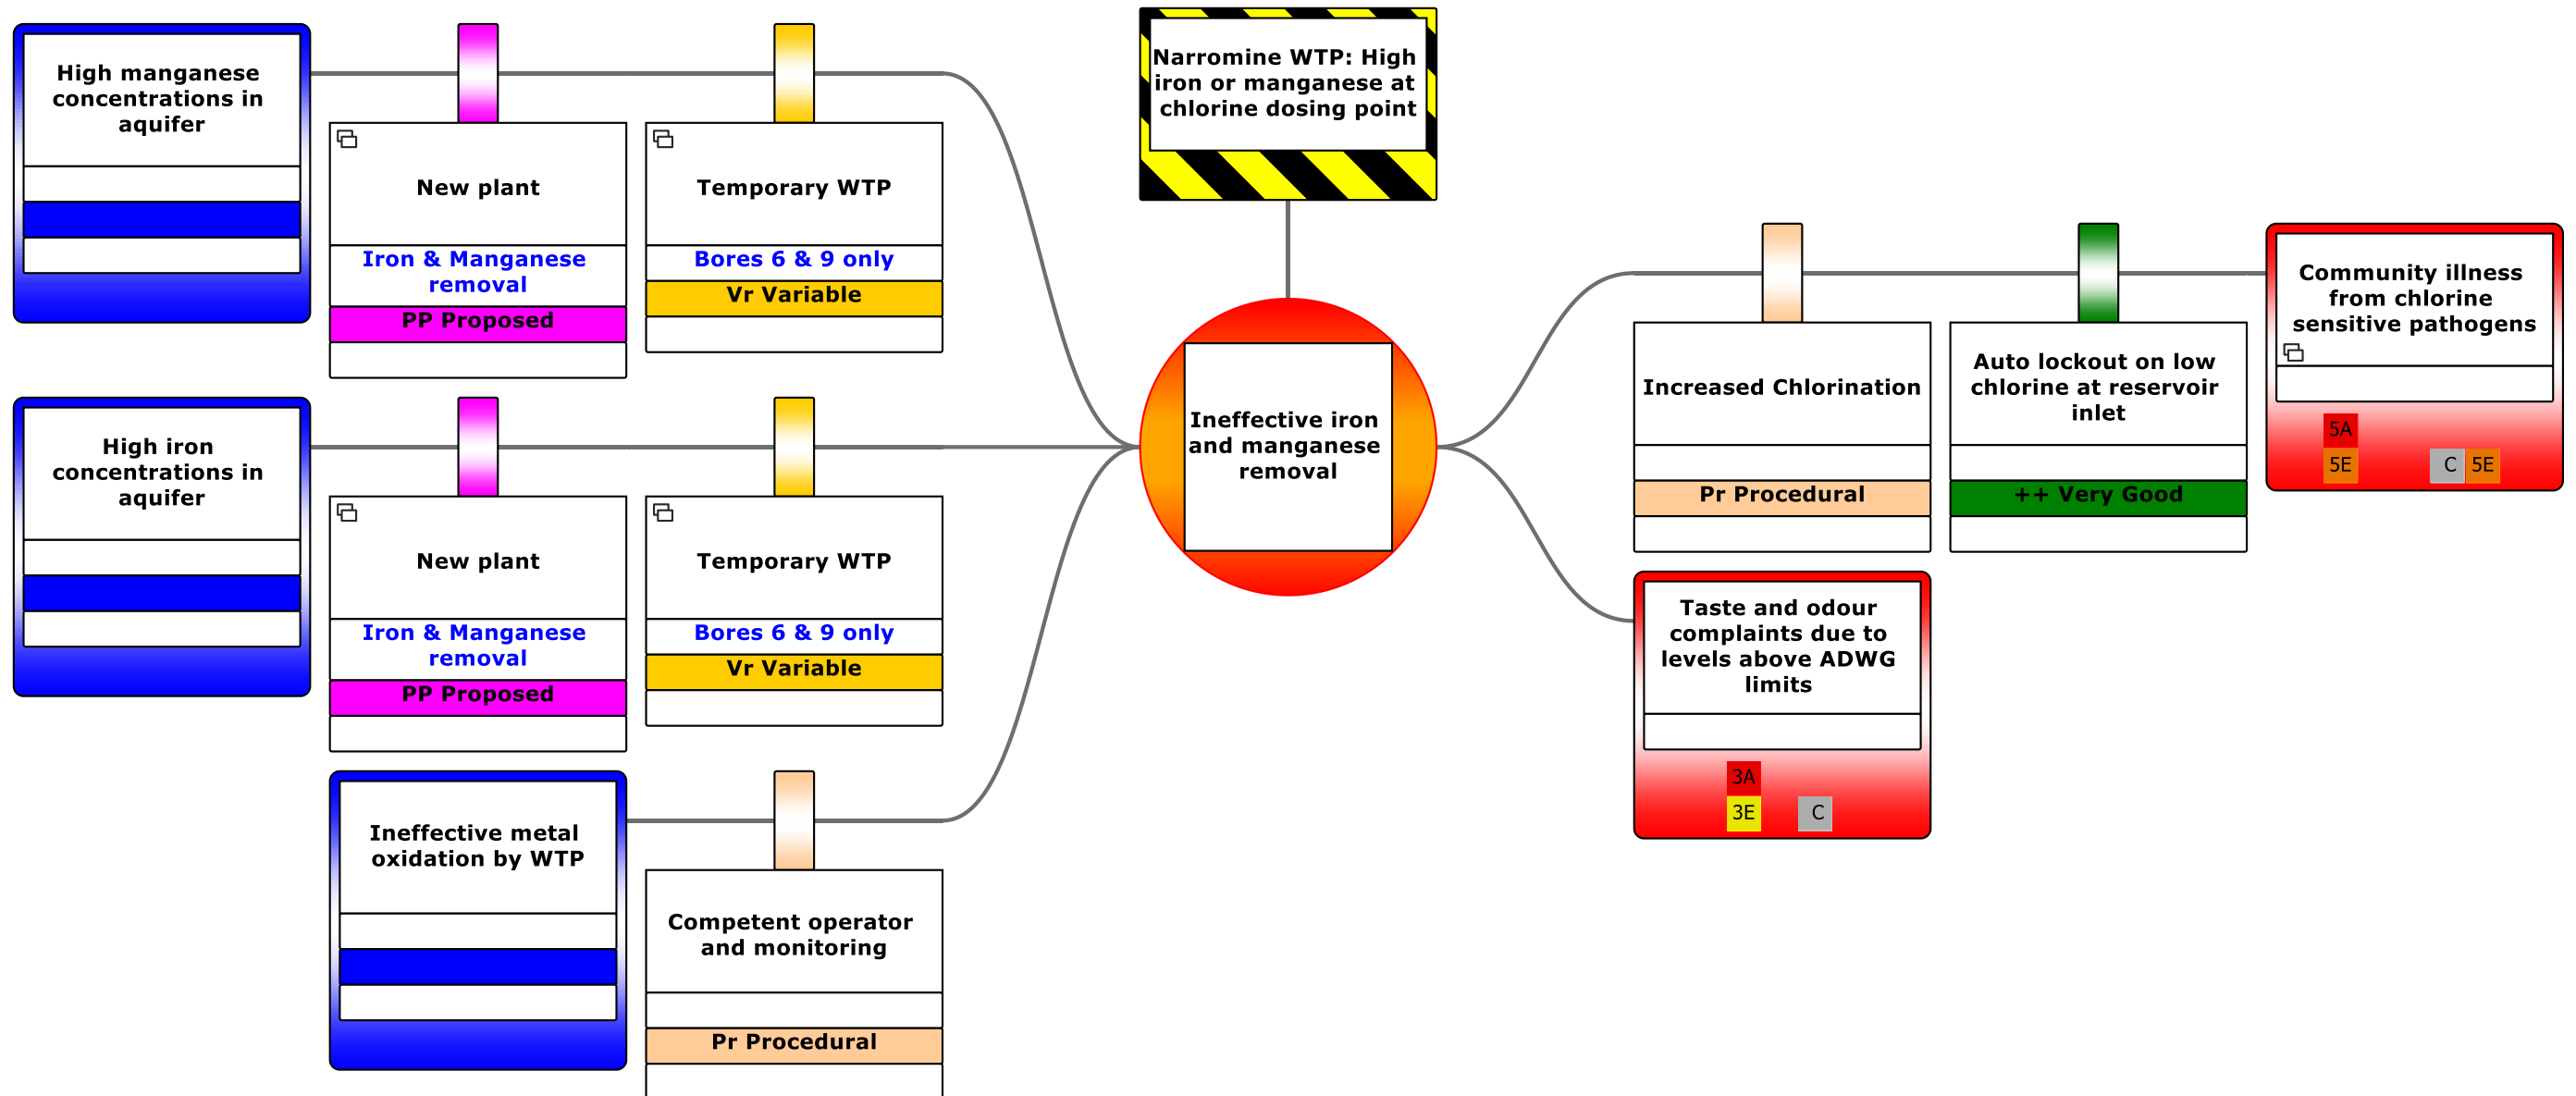 High manganese
concentrations in
aquifer
New plant
Iron & Manganese
removal
PP Proposed
Temporary WTP
Bores 6 & 9 only
Vr Variable
High iron
concentrations in
aquifer
New plant
Iron & Manganese
removal
PP Proposed
Temporary WTP
Bores 6 & 9 only
Vr Variable
Ineffective metal
oxidation by WTP
Competent operator
and monitoring
Pr Procedural
Narromine WTP: High
iron or manganese at
chlorine dosing point
Ineffective iron
and manganese
removal
Increased Chlorination
Pr Procedural
Auto lockout on low
chlorine at reservoir
inlet
++ Very Good
Community illness
from chlorine
sensitive pathogens
5A
5E C 5E
Taste and odour
complaints due to
levels above ADWG
limits
3A
3E C